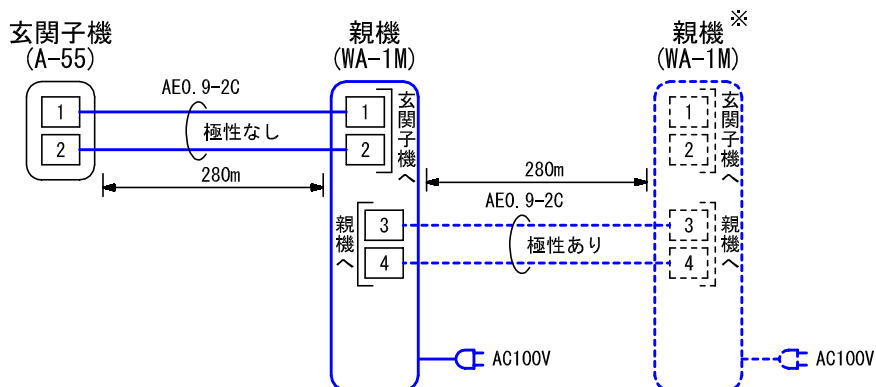 玄関子機
(A-55)
親機
(WA-1M)
親機※
(WA-1M)
AE0.9-2C
極性なし
280m
1
2
1
2
玄関子機へ
280m
AE0.9-2C
極性あり
3
4
親機へ
1
2
玄関子機へ
3
4
親機へ
AC100V
AC100V